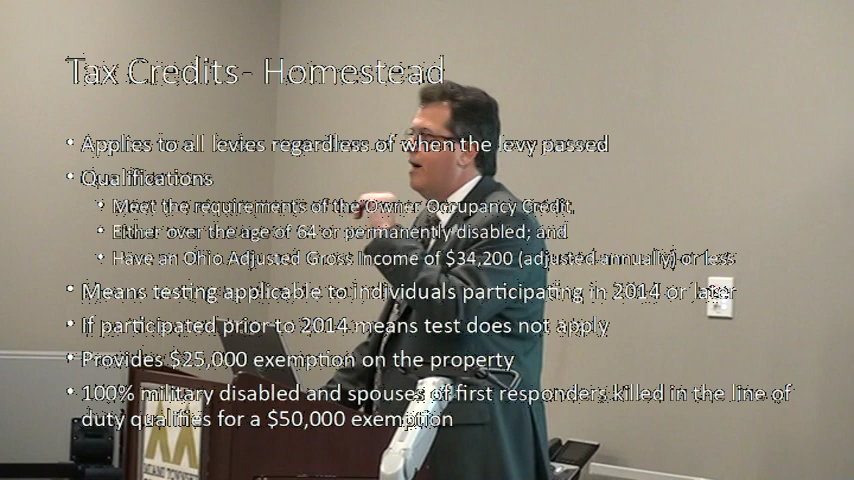 Tax Credits- Homestead
• Applies to all levies regardless of when the levy passed
• Qualifications
• Meet the requirements of the Owner Occupancy Credit,
• Either over the age of 64 or permanently disabled; and
• Have an Ohio Adjusted Gross Income of $34,200 (adjusted annually) or less
• Means testing applicable to individuals participating in 2014 or later
• If participated prior to 2014 means test does not apply
• Provides $25,000 exemption on the property
• 100% military disabled and spouses of first responders killed in the line of
duty qualifies for a $50,000 exemption
MIAMI TOWNSHIP